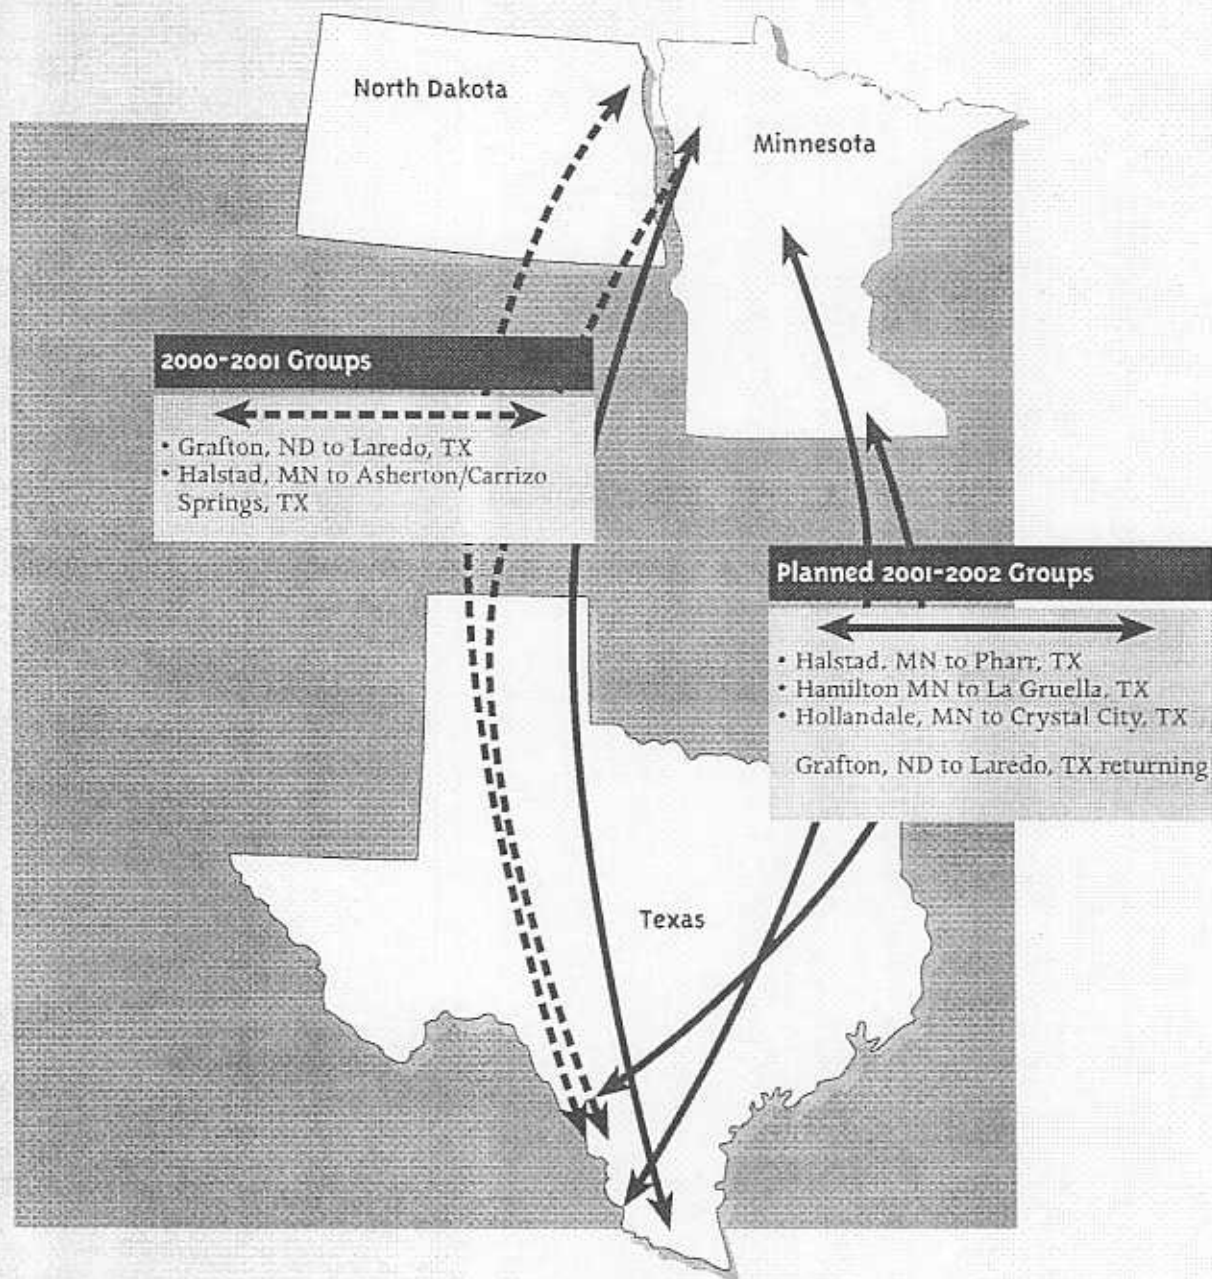 North Dakota
Minnesota
2000-2001 Groups
• Grafton, ND to Laredo, TX
• Halstad, MN to Asherton/Carrizo
Springs, TX
Planned 2001-2002 Groups
• Halstad, MN to Pharr, TX
• Hamilton MN to La Gruella, TX
• Hollandale, MN to Crystal City, TX
Grafton, ND to Laredo, TX returning
Texas